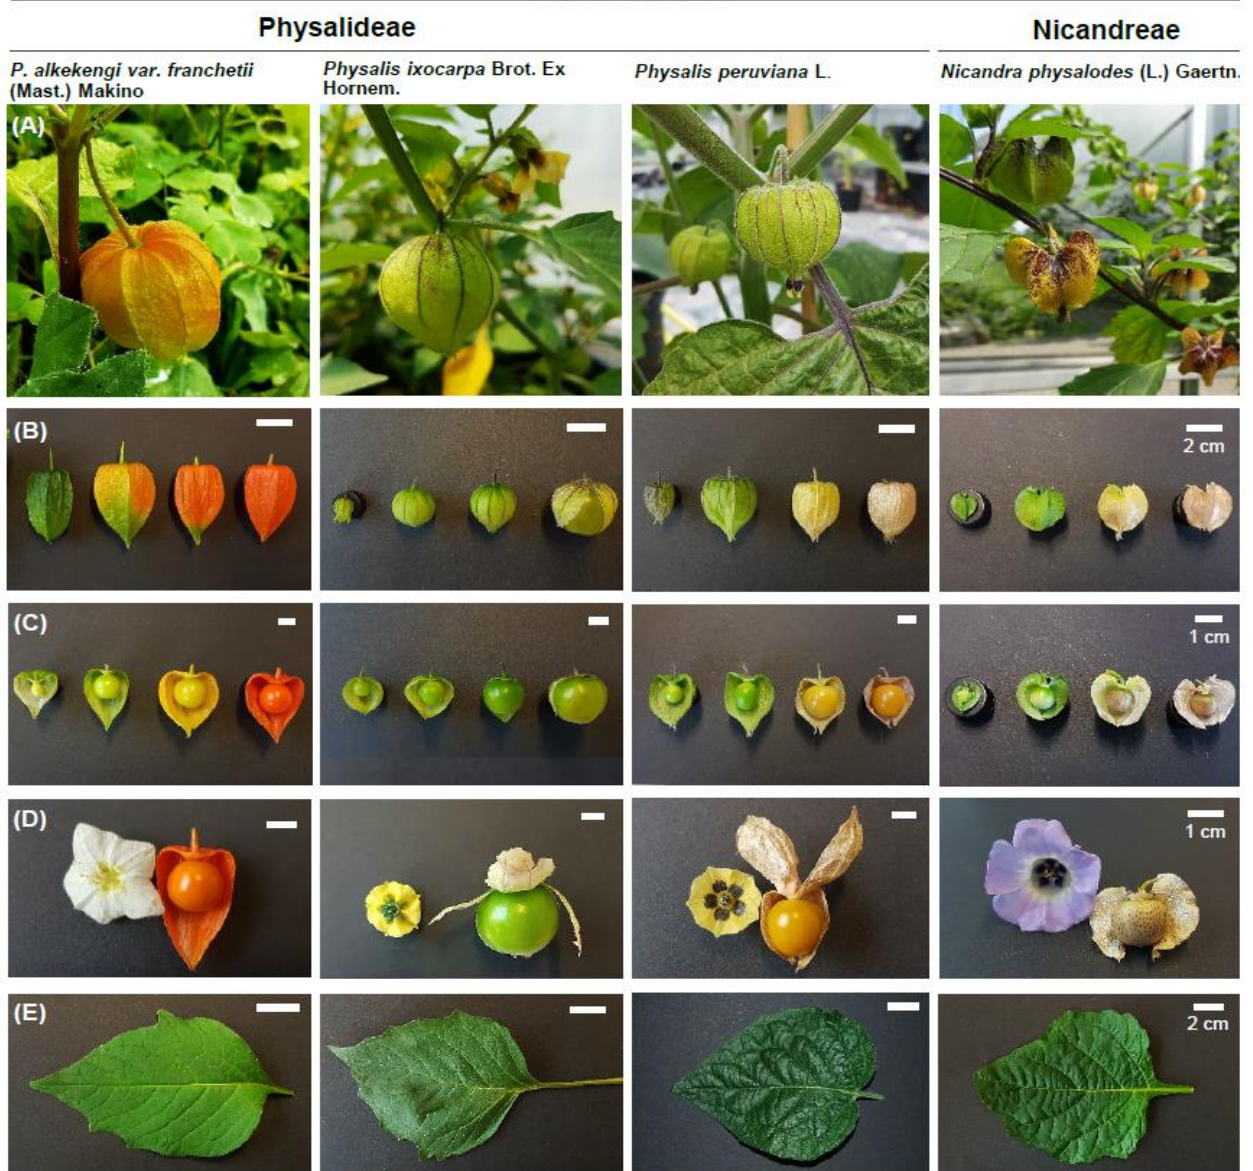 Physalideae
Nicandreae
P. alkekengi var. franchetii
(Mast.) Makino
Physalis ixocarpa Brot. Ex
Hornem.
Physalis peruviana L.
Nicandra physalodes (L.) Gaertn.
(A)
(B)
2 cm
(C)
1 cm
(D)
1 cm
(E)
2 cm